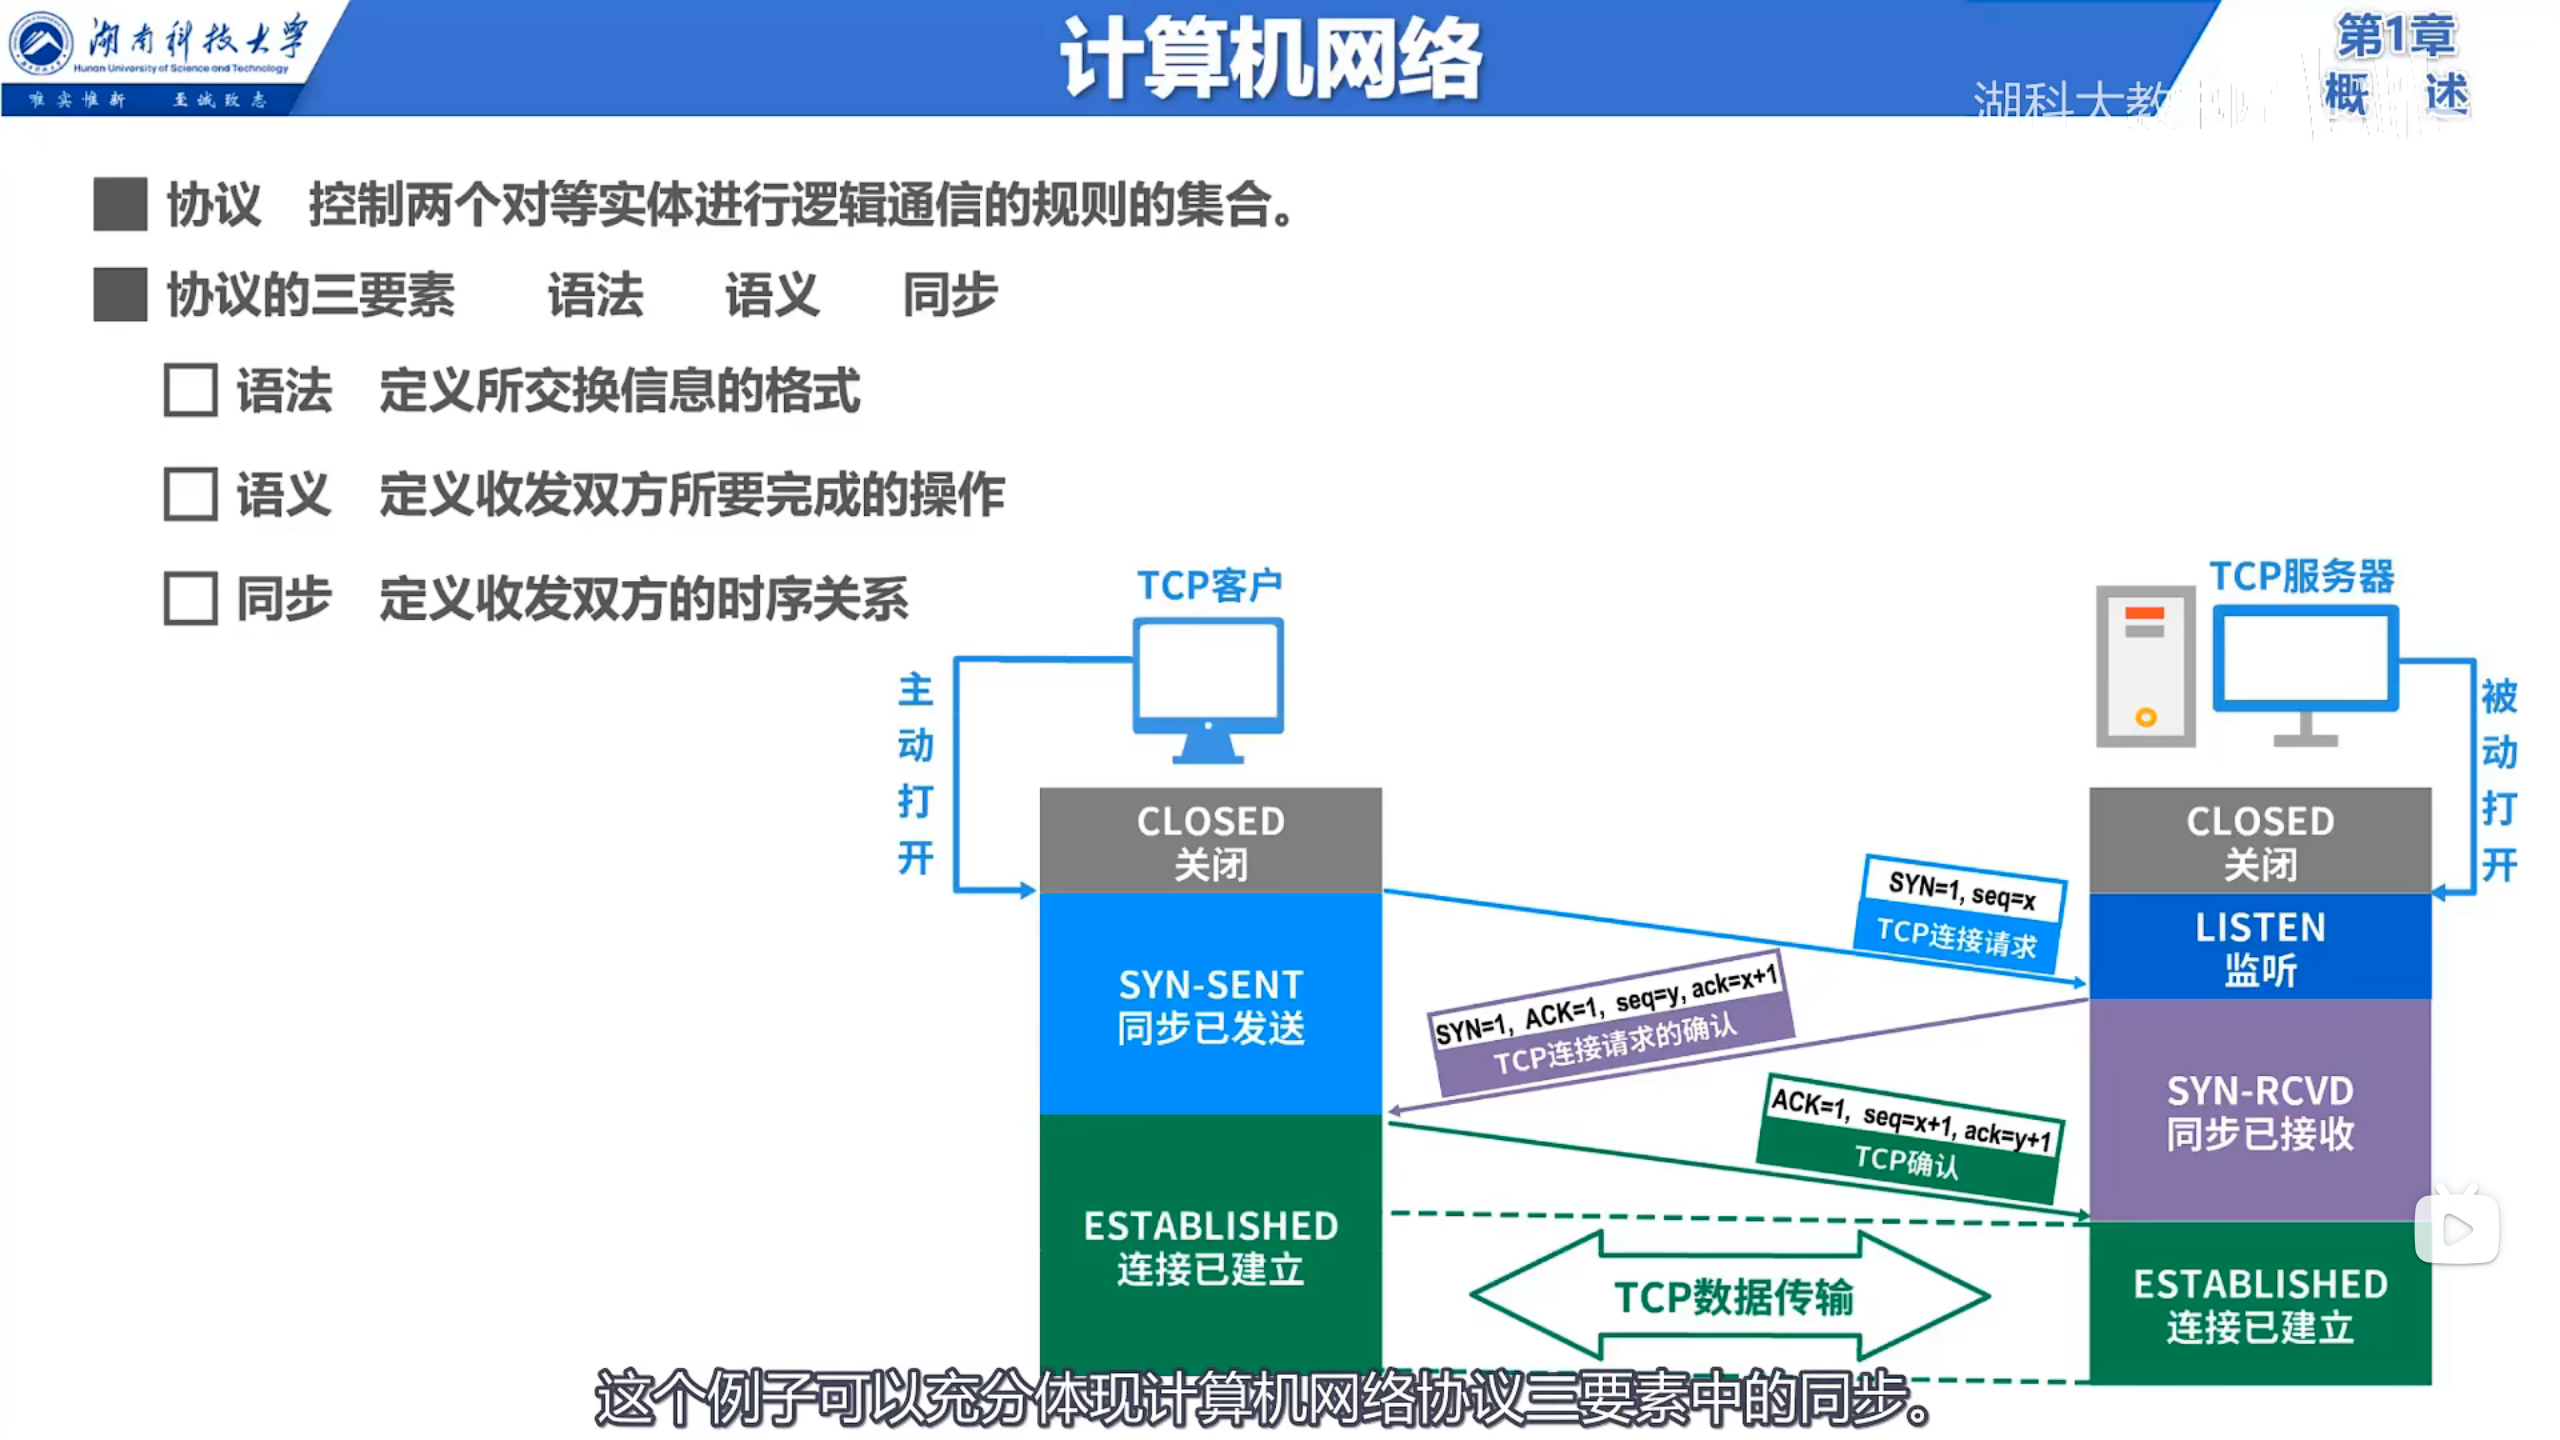 湖南科技大学
Hunan University of Science and Technology
唯实惟新 至诚致志
计算机网络
第1章
概 述
湖科大教
协议 控制两个对等实体进行逻辑通信的规则的集合。
协议的三要素 语法 语义 同步
语法 定义所交换信息的格式
语义 定义收发双方所要完成的操作
同步 定义收发双方的时序关系
TCP客户
TCP服务器
主动打开
被动打开
CLOSED
关闭
CLOSED
关闭
SYN=1, seq=x
TCP连接请求
LISTEN
监听
SYN-SENT
同步已发送
SYN=1, ACK=1, seq=y, ack=x+1
TCP连接请求的确认
SYN-RCVD
同步已接收
ACK=1, seq=x+1, ack=y+1
TCP确认
ESTABLISHED
连接已建立
TCP数据传输
ESTABLISHED
连接已建立
这个例子可以充分体现计算机网络协议三要素中的同步。